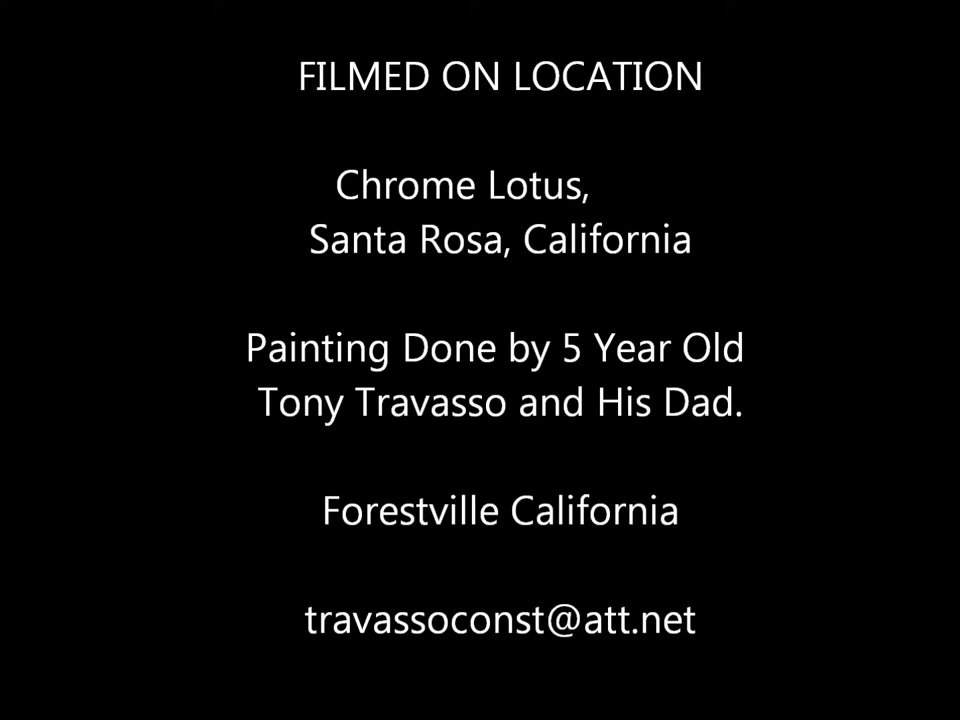 FILMED ON LOCATION
Chrome Lotus,
Santa Rosa, California
Painting Done by 5 Year Old
Tony Travasso and His Dad.
Forestville California
travassoconst@att.net